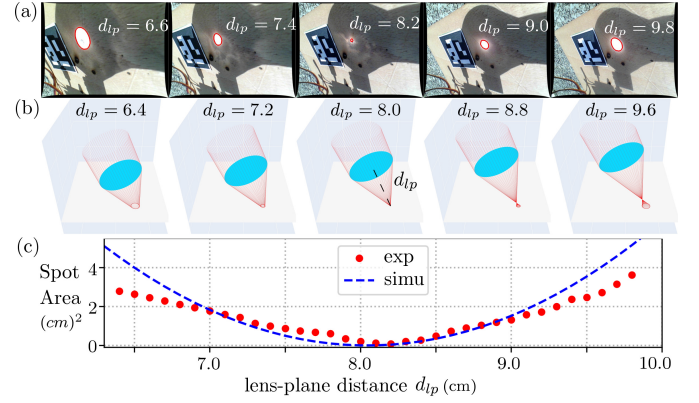 (a)
d_lp = 6.6 d_lp = 7.4 d_lp = 8.2 d_lp = 9.0 d_lp = 9.8
(b)
d_lp = 6.4 d_lp = 7.2 d_lp = 8.0 d_lp = 8.8 d_lp = 9.6
d_lp
(c)
exp
simu
Spot
Area
(cm)²
4
2
0
7.0 8.0 9.0 10.0
lens-plane distance d_lp (cm)